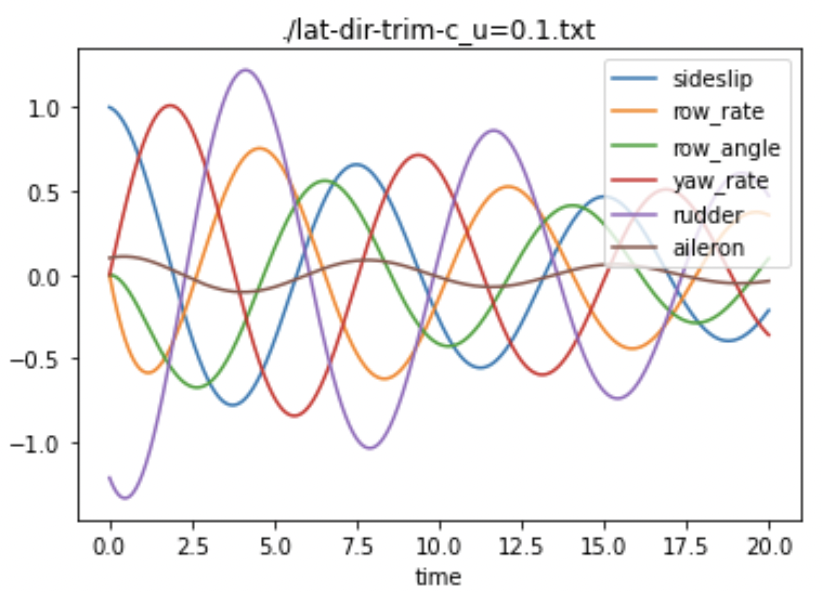 ./lat-dir-trim-c_u=0.1.txt
sideslip
row_rate
row_angle
yaw_rate
rudder
aileron
1.0
0.5
0.0
−0.5
−1.0
0.0 2.5 5.0 7.5 10.0 12.5 15.0 17.5 20.0
time